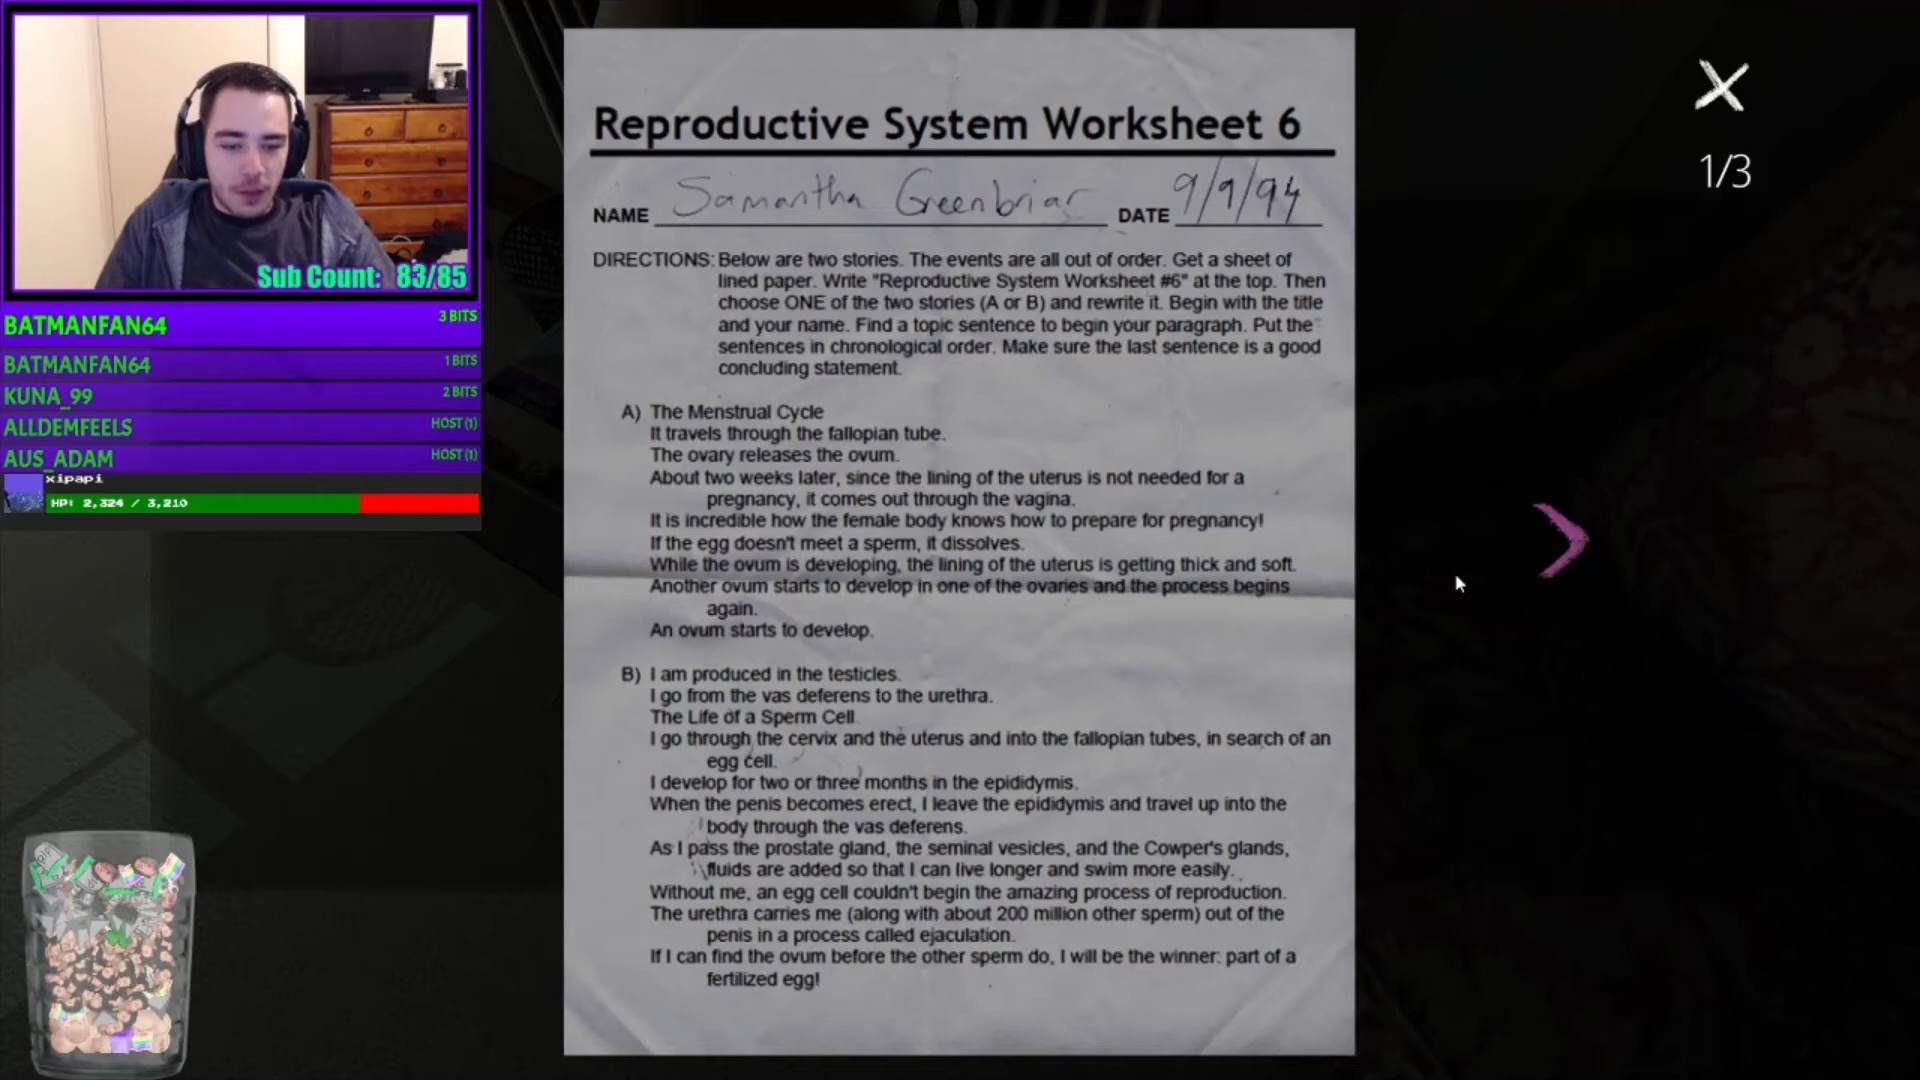 Sub Count: 83/85
BATMANFAN64 3 BITS
BATMANFAN64 1 BITS
KUNA_99 2 BITS
ALLDEMFEELS HOST (1)
AUS_ADAM HOST (1)
xipapi
HP: 2,324 / 3,210
RIP
Reproductive System Worksheet 6
NAME Samantha Greenbriar DATE 9/9/94
DIRECTIONS: Below are two stories. The events are all out of order. Get a sheet of
lined paper. Write "Reproductive System Worksheet #6" at the top. Then
choose ONE of the two stories (A or B) and rewrite it. Begin with the title
and your name. Find a topic sentence to begin your paragraph. Put the
sentences in chronological order. Make sure the last sentence is a good
concluding statement.
A) The Menstrual Cycle
It travels through the fallopian tube.
The ovary releases the ovum.
About two weeks later, since the lining of the uterus is not needed for a
pregnancy, it comes out through the vagina.
It is incredible how the female body knows how to prepare for pregnancy!
If the egg doesn't meet a sperm, it dissolves.
While the ovum is developing, the lining of the uterus is getting thick and soft.
Another ovum starts to develop in one of the ovaries and the process begins
again.
An ovum starts to develop.
B) I am produced in the testicles.
I go from the vas deferens to the urethra.
The Life of a Sperm Cell
I go through the cervix and the uterus and into the fallopian tubes, in search of an
egg cell.
I develop for two or three months in the epididymis.
When the penis becomes erect, I leave the epididymis and travel up into the
body through the vas deferens.
As I pass the prostate gland, the seminal vesicles, and the Cowper's glands,
fluids are added so that I can live longer and swim more easily.
Without me, an egg cell couldn't begin the amazing process of reproduction.
The urethra carries me (along with about 200 million other sperm) out of the
penis in a process called ejaculation.
If I can find the ovum before the other sperm do, I will be the winner: part of a
fertilized egg!
1/3